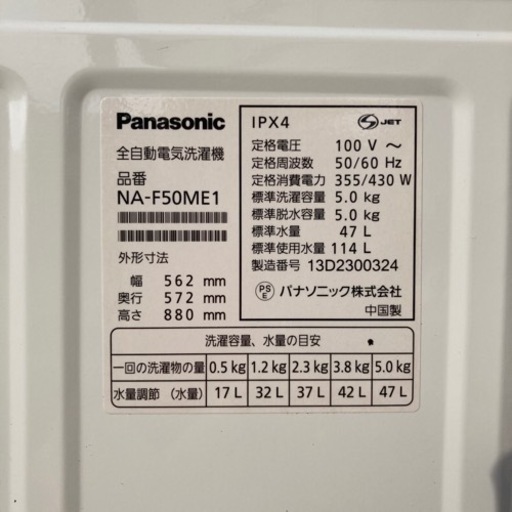 Panasonic
全自動電気洗濯機
品番
NA-F50ME1
外形寸法
幅 562 mm
奥行 572 mm
高さ 880 mm
IPX4
S JET
定格電圧 100 V ～
定格周波数 50/60 Hz
定格消費電力 355/430 W
標準洗濯容量 5.0 kg
標準脱水容量 5.0 kg
標準水量 47 L
標準使用水量 114 L
製造番号 13D2300324
PS E パナソニック株式会社
中国製
洗濯容量、水量の目安
一回の洗濯物の量 0.5 kg 1.2 kg 2.3 kg 3.8 kg 5.0 kg
水量調節 （水量） 17 L 32 L 37 L 42 L 47 L